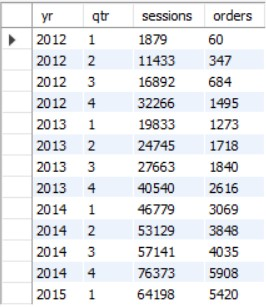 yr qtr sessions orders
2012 1 1879 60
2012 2 11433 347
2012 3 16892 684
2012 4 32266 1495
2013 1 19833 1273
2013 2 24745 1718
2013 3 27663 1840
2013 4 40540 2616
2014 1 46779 3069
2014 2 53129 3848
2014 3 57141 4035
2014 4 76373 5908
2015 1 64198 5420